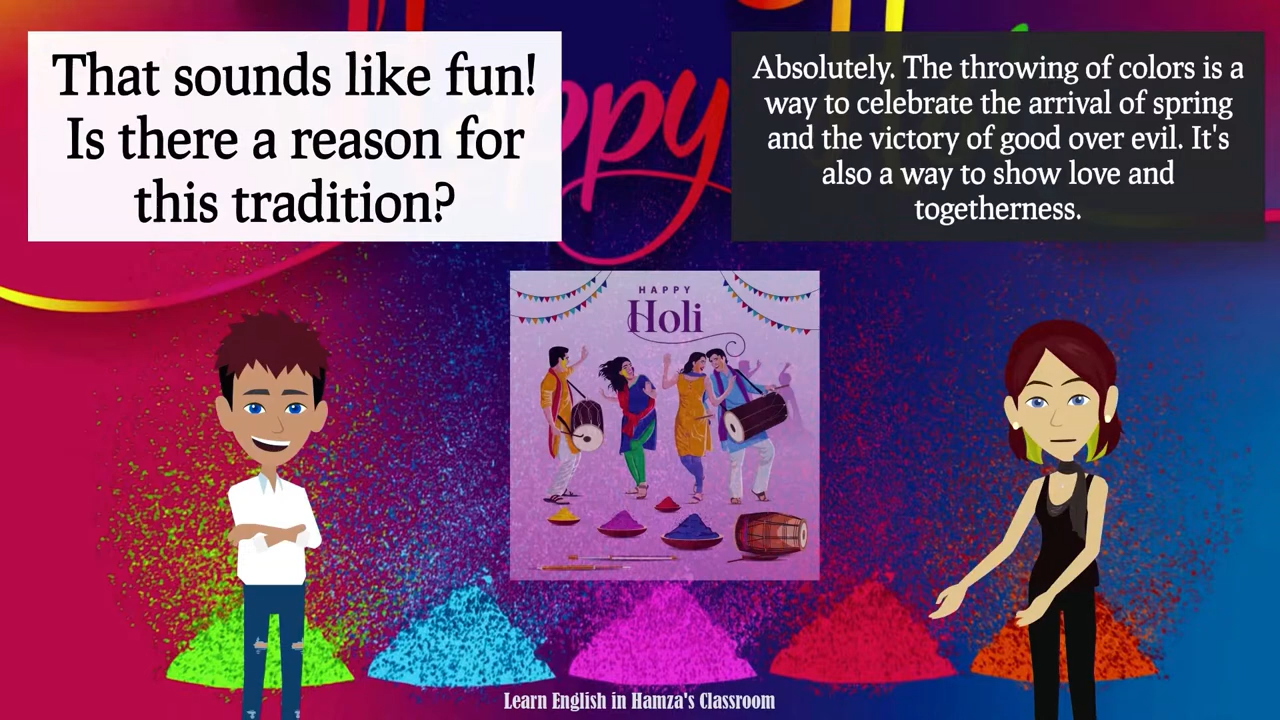 That sounds like fun!
Is there a reason for
this tradition?
Absolutely. The throwing of colors is a
way to celebrate the arrival of spring
and the victory of good over evil. It's
also a way to show love and
togetherness.
ppy
HAPPY
Holi
Learn English in Hamza's Classroom